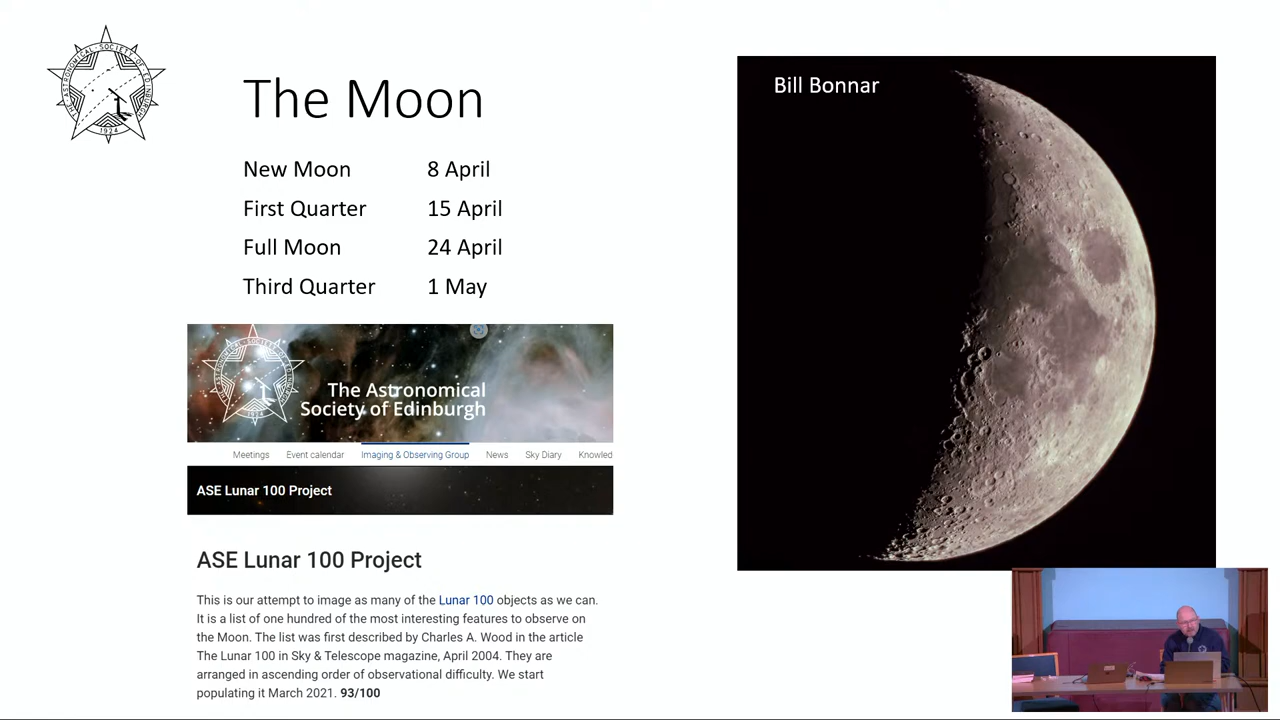 ASTRONOMICAL · SOCIETY · OF · EDINBURGH
1924
The Moon
New Moon 8 April
First Quarter 15 April
Full Moon 24 April
Third Quarter 1 May
Bill Bonnar
The Astronomical
Society of Edinburgh
Meetings Event calendar Imaging & Observing Group News Sky Diary Knowled
ASE Lunar 100 Project
ASE Lunar 100 Project
This is our attempt to image as many of the Lunar 100 objects as we can.
It is a list of one hundred of the most interesting features to observe on
the Moon. The list was first described by Charles A. Wood in the article
The Lunar 100 in Sky & Telescope magazine, April 2004. They are
arranged in ascending order of observational difficulty. We start
populating it March 2021. 93/100